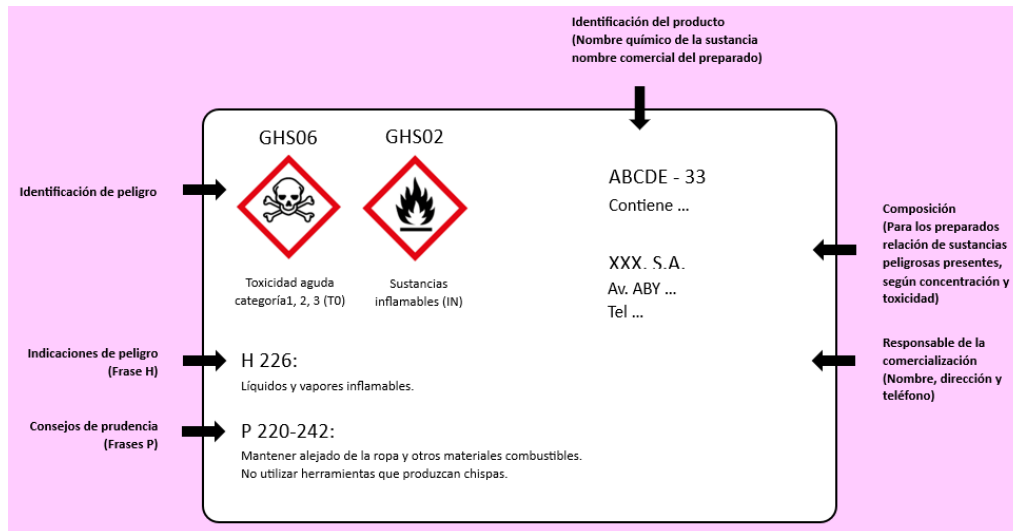 Identificación del producto
(Nombre químico de la sustancia
nombre comercial del preparado)
GHS06
GHS02
Identificación de peligro
ABCDE - 33
Contiene ...
Composición
(Para los preparados
relación de sustancias
peligrosas presentes,
según concentración y
toxicidad)
XXX. S.A.
Av. ABY ...
Tel ...
Toxicidad aguda
categoría1, 2, 3 (T0)
Sustancias
inflamables (IN)
Responsable de la
comercialización
(Nombre, dirección y
teléfono)
Indicaciones de peligro
(Frase H)
H 226:
Líquidos y vapores inflamables.
Consejos de prudencia
(Frases P)
P 220-242:
Mantener alejado de la ropa y otros materiales combustibles.
No utilizar herramientas que produzcan chispas.